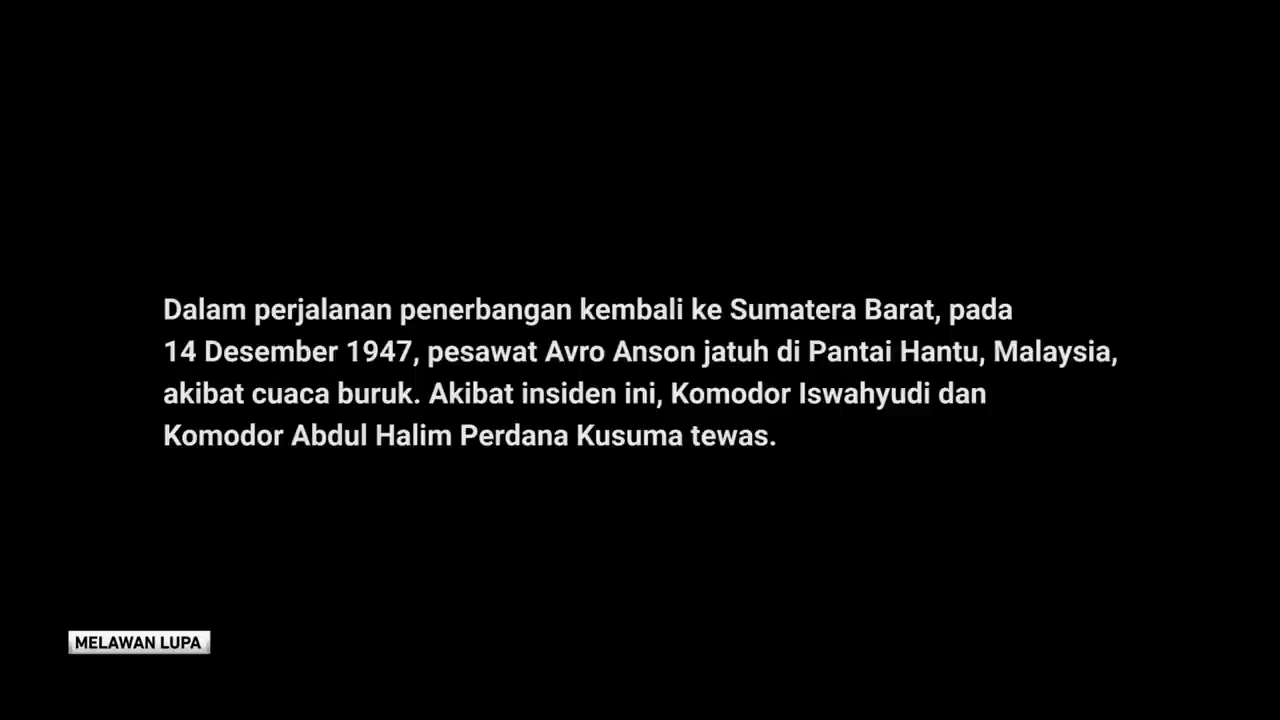 Dalam perjalanan penerbangan kembali ke Sumatera Barat, pada
14 Desember 1947, pesawat Avro Anson jatuh di Pantai Hantu, Malaysia,
akibat cuaca buruk. Akibat insiden ini, Komodor Iswahyudi dan
Komodor Abdul Halim Perdana Kusuma tewas.
MELAWAN LUPA